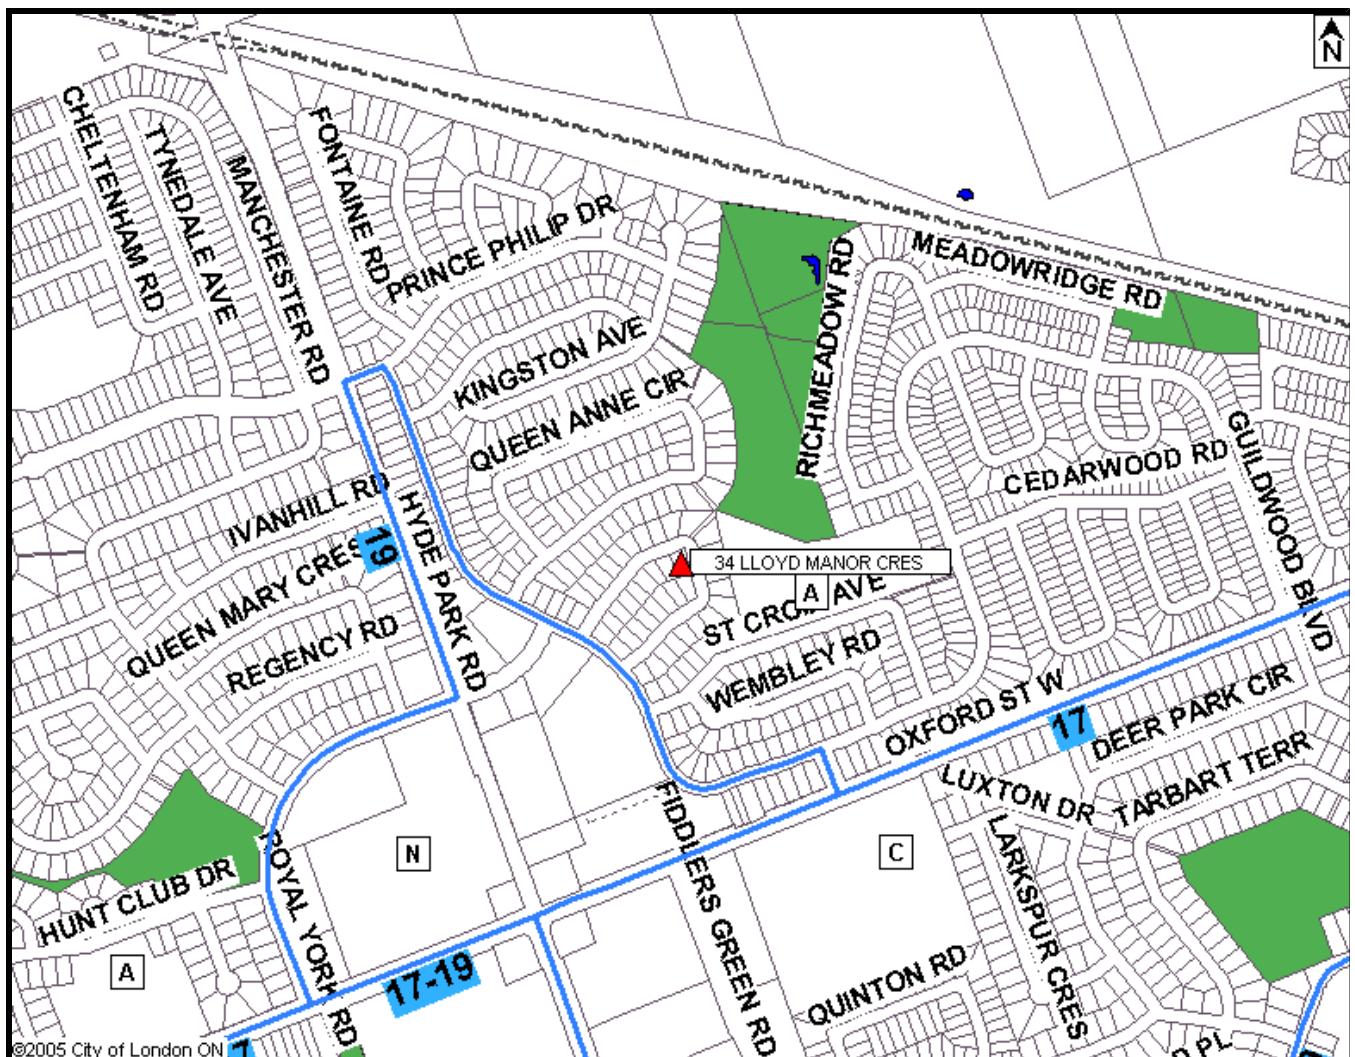 N
CHELTENHAM RD
TYNEDALE AVE
MANCHESTER RD
FONTAINE RD
PRINCE PHILIP DR
MEADOWRIDGE RD
RICHMEADOW RD
KINGSTON AVE
QUEEN ANNE CIR
GUILDWOOD BLVD
CEDARWOOD RD
IVANHILL RD
HYDE PARK RD
19
QUEEN MARY CRES
34 LLOYD MANOR CRES
A
ST CROIX AVE
REGENCY RD
WEMBLEY RD
OXFORD ST W
17
DEER PARK CIR
LUXTON DR
TARBART TERR
FIDDLERS GREEN RD
LARKSPUR CRES
ROYAL YORK RD
N
C
HUNT CLUB DR
A
17-19
QUINTON RD
PL
©2005 City of London ON
7